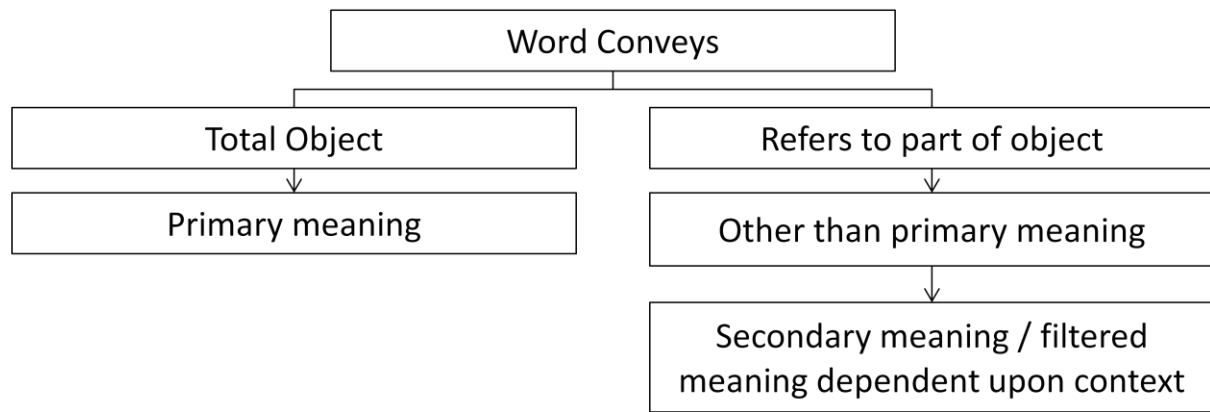 Word Conveys
Total Object
Refers to part of object
Primary meaning
Other than primary meaning
Secondary meaning / filtered
meaning dependent upon context